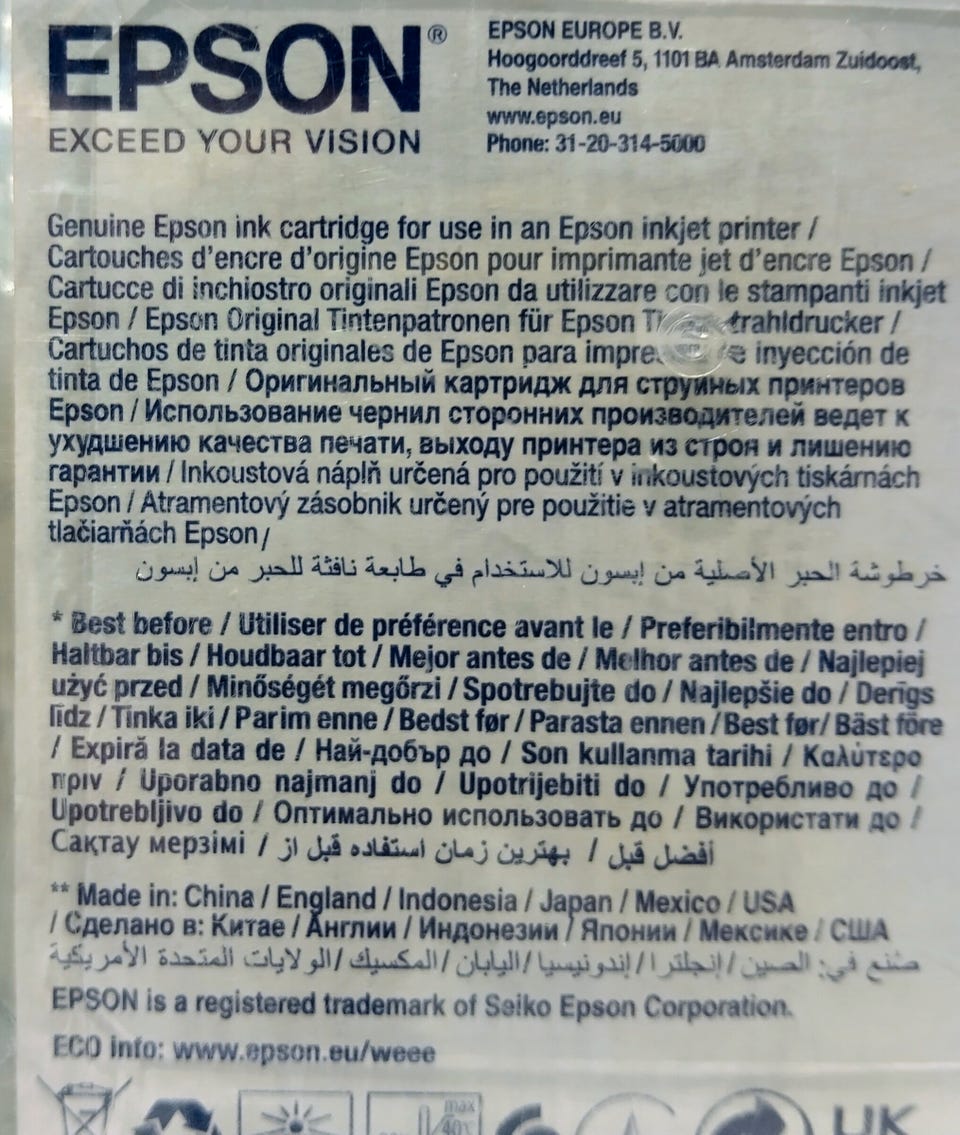 EPSON®
EXCEED YOUR VISION
EPSON EUROPE B.V.
Hoogoorddreef 5, 1101 BA Amsterdam Zuidoost,
The Netherlands
www.epson.eu
Phone: 31-20-314-5000
Genuine Epson ink cartridge for use in an Epson inkjet printer /
Cartouches d'encre d'origine Epson pour imprimante jet d'encre Epson /
Cartucce di inchiostro originali Epson da utilizzare con le stampanti inkjet
Epson / Epson Original Tintenpatronen für Epson /
Cartuchos de tinta originales de Epson para inyección de
tinta de Epson / Оригинальный картридж для струйных принтеров
Epson / Использование чернил сторонних производителей ведет к
ухудшению качества печати, выходу принтера из строя и лишению
гарантии / Inkoustová náplň určená pro použití v inkoustových tiskárnách
Epson / Atramentový zásobnik určený pre použitie v atramentových
tlačiarňách Epson /
خرطوشة الحبر الأصلية من إبسون للاستخدام في طابعة نافثة للحبر من إبسون
* Best before / Utiliser de préférence avant le / Preferibilmente entro /
Haltbar bis / Houdbaar tot / Mejor antes de / Melhor antes de / Najlepiej
użyć przed / Minőségét megőrzi / Spotrebujte do / Najlepšie do / Derīgs
līdz / Tinka iki / Parim enne / Bedst før / Parasta ennen / Best før/ Bäst före
/ Expiră la data de / Най-добър до / Son kullanma tarihi / Καλύτερο
πριν / Uporabno najmanj do / Upotrijebiti do / Употребливо до /
Upotrebljivo do / Оптимально использовать до / Використати до /
Сақтау мерзімі / أفضل قبل / بهترین زمان استفاده قبل از
** Made in: China / England / Indonesia / Japan / Mexico / USA
/ Сделано в: Китае / Англии / Индонезии / Японии / Мексике / США
صنع في: الصين/إنجلترا/إندونيسيا/اليابان/المكسيك/الولايات المتحدة الأمريكية
EPSON is a registered trademark of Seiko Epson Corporation.
ECO info: www.epson.eu/weee
max
40°c
UK